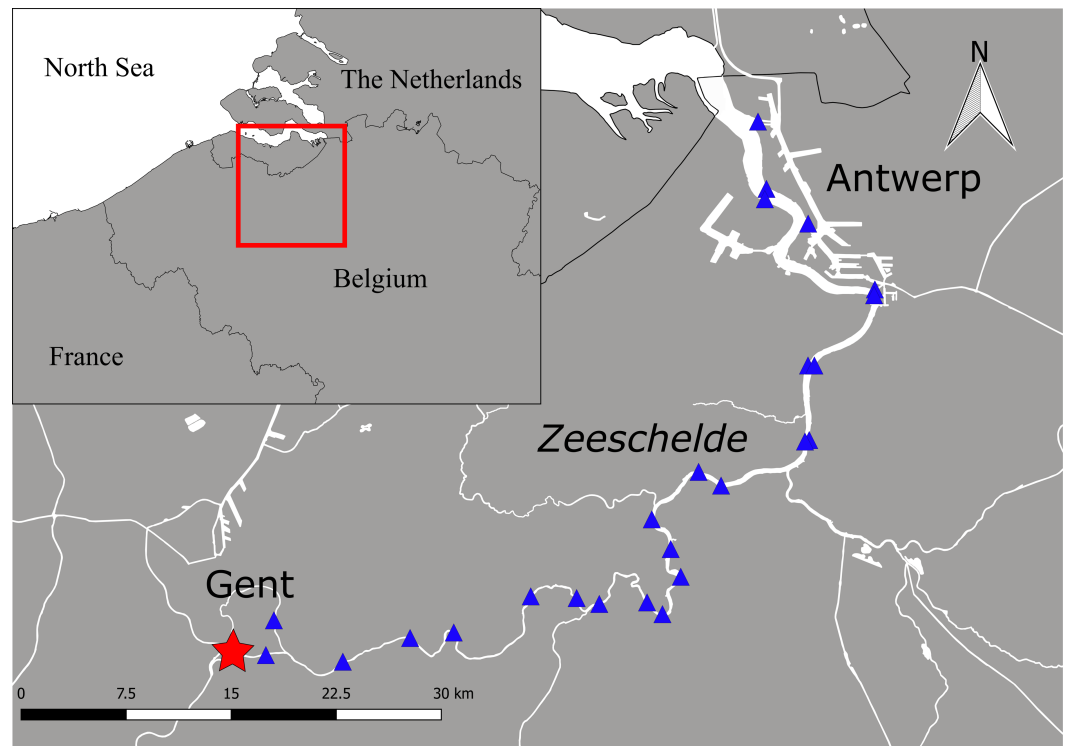 North Sea
The Netherlands
Belgium
France
N
Antwerp
Zeeschelde
Gent
0 7.5 15 22.5 30 km